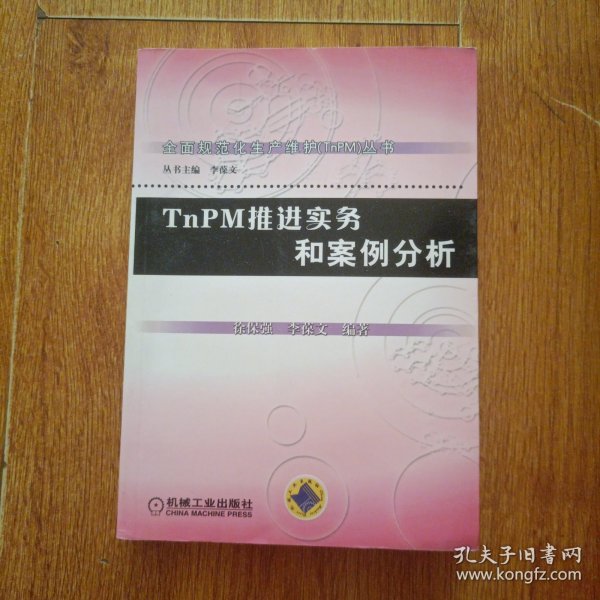 全面规范化生产维护(TnPM)丛书
丛书主编 李葆文
TnPM推进实务
和案例分析
徐保强 李葆文 编著
机械工业出版社
CHINA MACHINE PRESS
孔夫子旧书网
www.kongfz.com